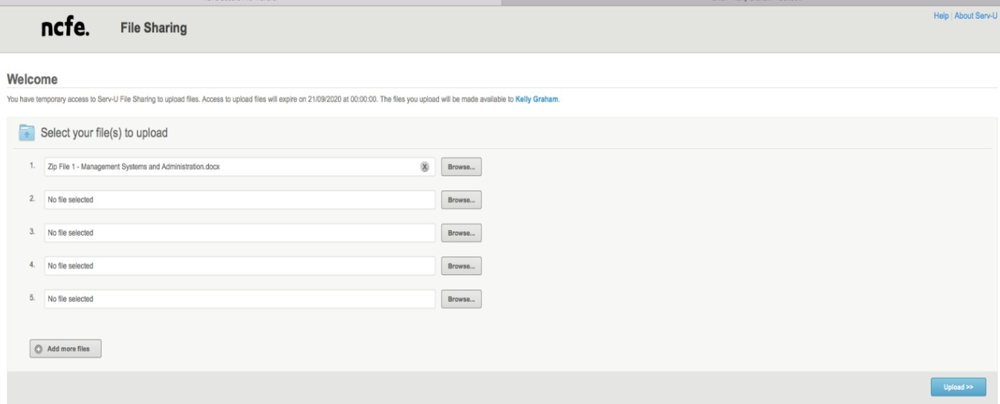 Help | About Serv-U
ncfe. File Sharing
Welcome
You have temporary access to Serv-U File Sharing to upload files. Access to upload files will expire on 21/09/2020 at 00:00:00. The files you upload will be made available to Kelly Graham.
Select your file(s) to upload
1. Zip File 1 - Management Systems and Administration.docx X Browse...
2. No file selected Browse...
3. No file selected Browse...
4. No file selected Browse...
5. No file selected Browse...
Add more files
Upload >>